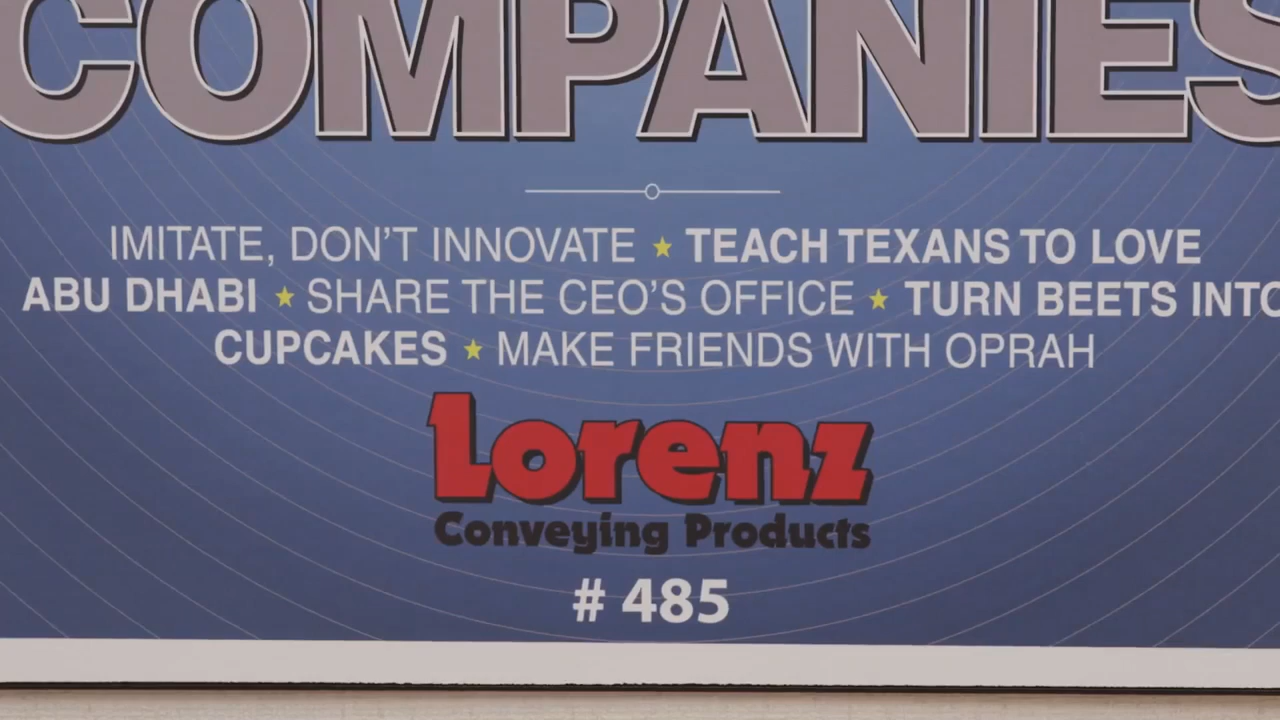 COMPANIES
IMITATE, DON'T INNOVATE ★ TEACH TEXANS TO LOVE
ABU DHABI ★ SHARE THE CEO'S OFFICE ★ TURN BEETS INTO
CUPCAKES ★ MAKE FRIENDS WITH OPRAH
Lorenz
Conveying Products
# 485